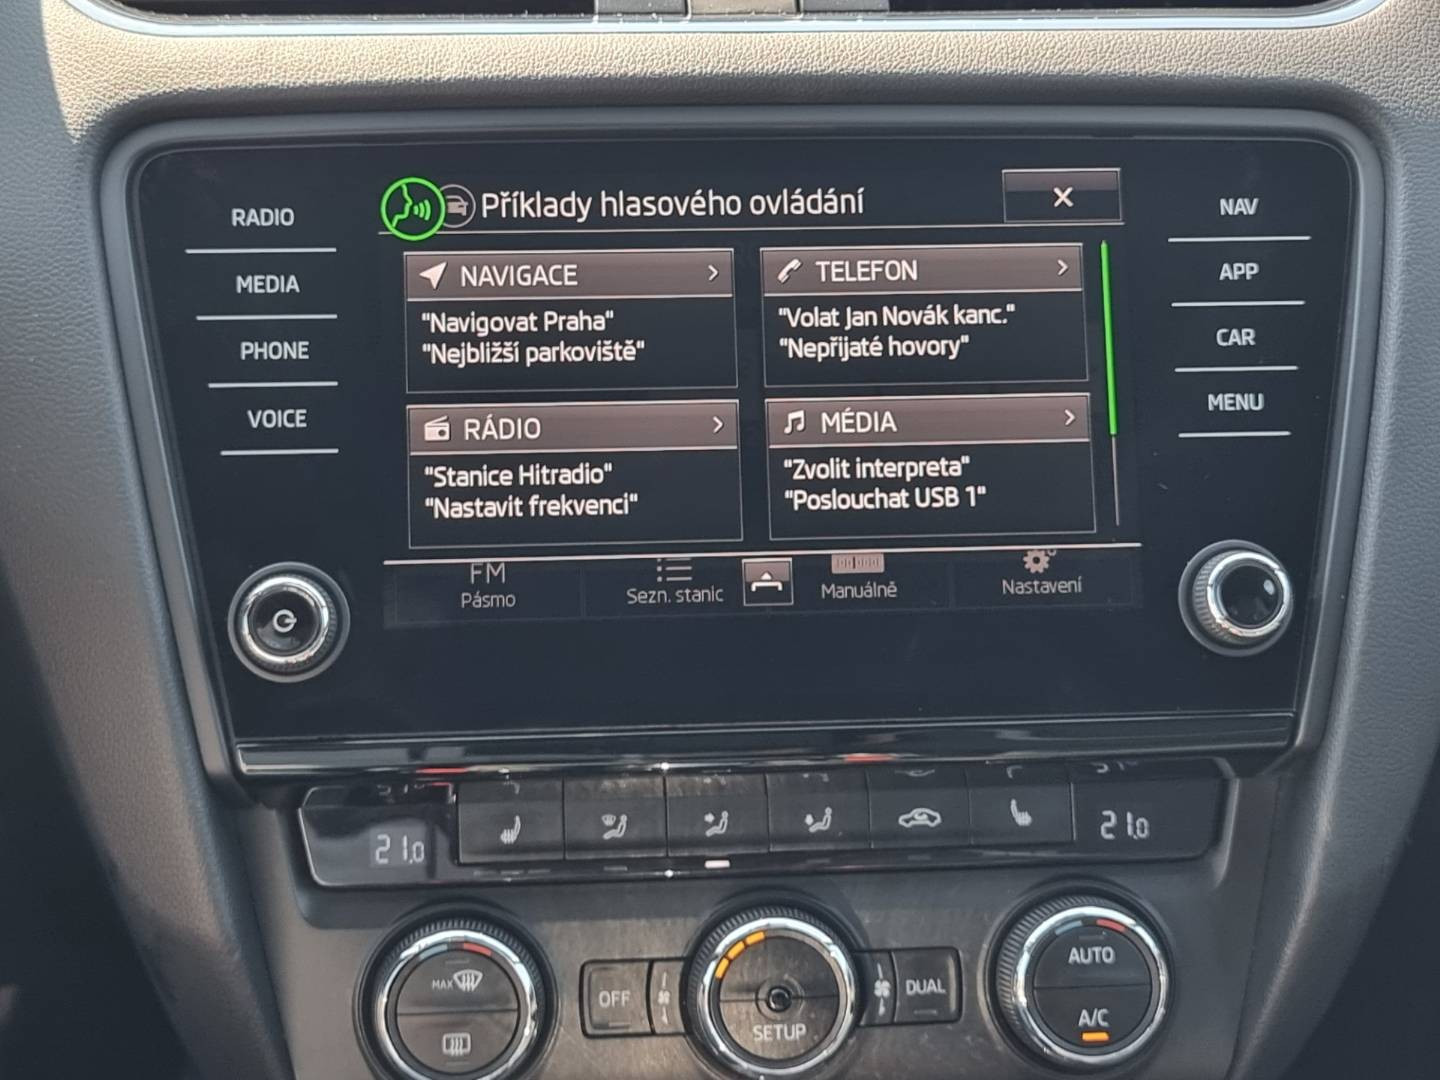 RADIO
MEDIA
PHONE
VOICE
Příklady hlasového ovládání
X
NAVIGACE
"Navigovat Praha"
"Nejbližší parkoviště"
TELEFON
"Volat Jan Novák kanc."
"Nepřijaté hovory"
RÁDIO
"Stanice Hitradio"
"Nastavit frekvenci"
MÉDIA
"Zvolit interpreta"
"Poslouchat USB 1"
FM
Pásmo
Sezn. stanic
Manuálně
Nastavení
NAV
APP
CAR
MENU
21.0
21.0
MAX
OFF
SETUP
DUAL
AUTO
A/C